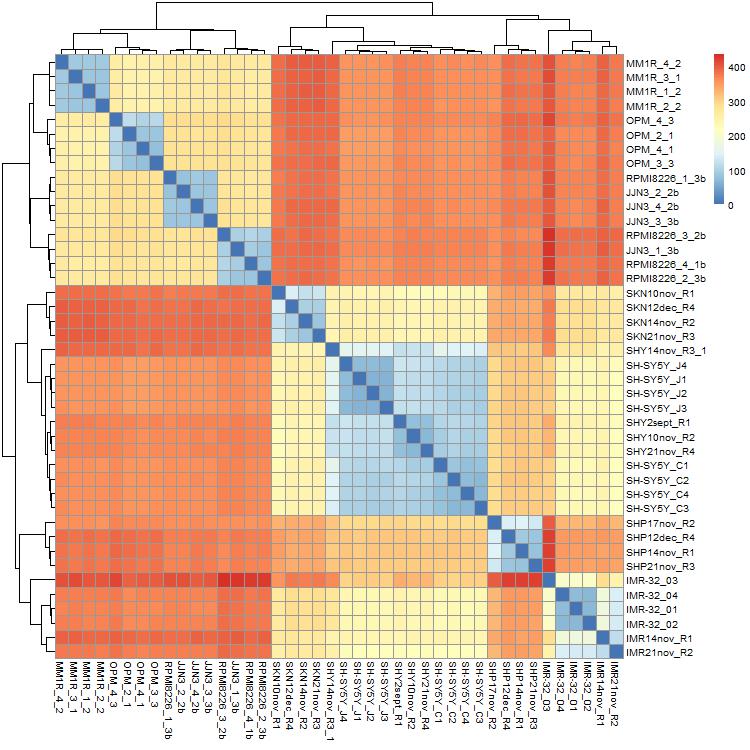 MM1R_4_2
MM1R_3_1
MM1R_1_2
MM1R_2_2
OPM_4_3
OPM_2_1
OPM_4_1
OPM_3_3
RPMI8226_1_3b
JJN3_2_2b
JJN3_4_2b
JJN3_3_3b
RPMI8226_3_2b
JJN3_1_3b
RPMI8226_4_1b
RPMI8226_2_3b
SKN10nov_R1
SKN12dec_R4
SKN14nov_R2
SKN21nov_R3
SHY14nov_R3_1
SH-SY5Y_J4
SH-SY5Y_J1
SH-SY5Y_J2
SH-SY5Y_J3
SHY2sept_R1
SHY10nov_R2
SHY21nov_R4
SH-SY5Y_C1
SH-SY5Y_C2
SH-SY5Y_C4
SH-SY5Y_C3
SHP17nov_R2
SHP12dec_R4
SHP14nov_R1
SHP21nov_R3
IMR-32_03
IMR-32_04
IMR-32_01
IMR-32_02
IMR14nov_R1
IMR21nov_R2
400
300
200
100
0
MM1R_4_2
MM1R_3_1
MM1R_1_2
MM1R_2_2
OPM_4_3
OPM_2_1
OPM_4_1
OPM_3_3
RPMI8226_1_3b
JJN3_2_2b
JJN3_4_2b
JJN3_3_3b
RPMI8226_3_2b
JJN3_1_3b
RPMI8226_4_1b
RPMI8226_2_3b
SKN10nov_R1
SKN12dec_R4
SKN14nov_R2
SKN21nov_R3
SHY14nov_R3_1
SH-SY5Y_J4
SH-SY5Y_J1
SH-SY5Y_J2
SH-SY5Y_J3
SHY2sept_R1
SHY10nov_R2
SHY21nov_R4
SH-SY5Y_C1
SH-SY5Y_C2
SH-SY5Y_C4
SH-SY5Y_C3
SHP17nov_R2
SHP12dec_R4
SHP14nov_R1
SHP21nov_R3
IMR-32_03
IMR-32_04
IMR-32_01
IMR-32_02
IMR14nov_R1
IMR21nov_R2